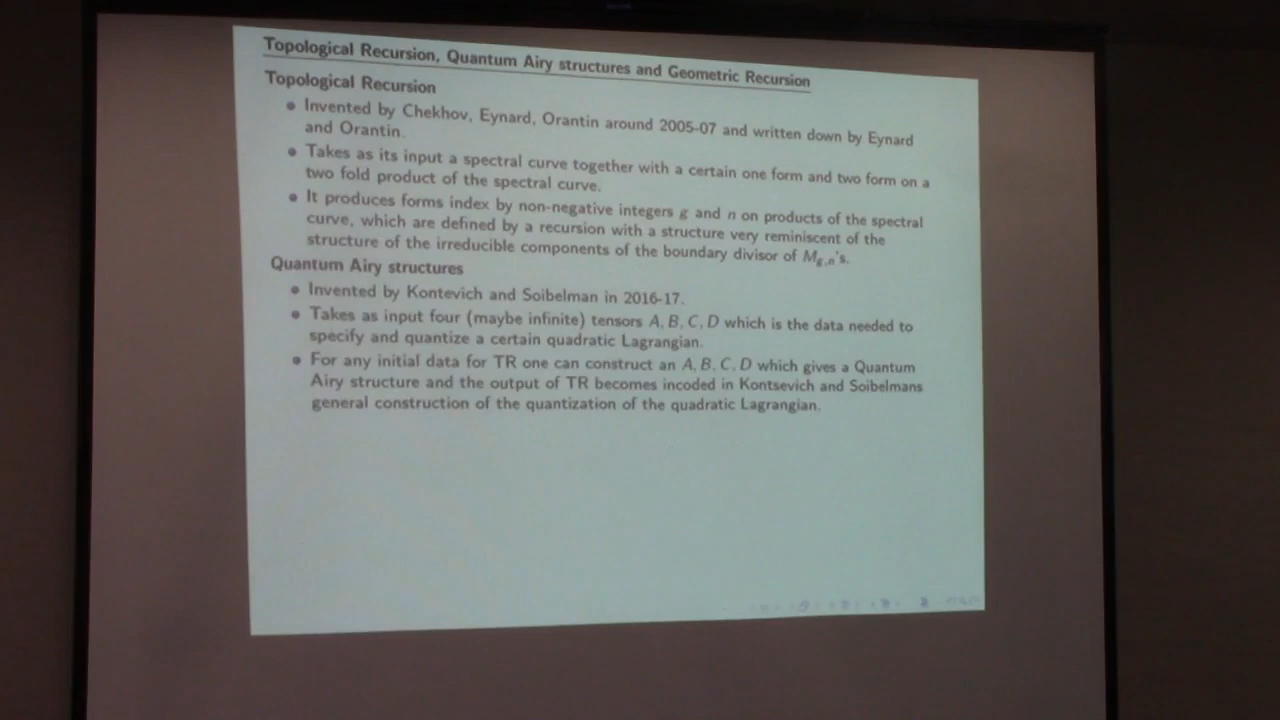 Topological Recursion, Quantum Airy structures and Geometric Recursion
Topological Recursion
• Invented by Chekhov, Eynard, Orantin around 2005-07 and written down by Eynard
and Orantin.
• Takes as its input a spectral curve together with a certain one form and two form on a
two fold product of the spectral curve.
• It produces forms index by non-negative integers g and n on products of the spectral
curve, which are defined by a recursion with a structure very reminiscent of the
structure of the irreducible components of the boundary divisor of M_{g,n}'s.
Quantum Airy structures
• Invented by Kontevich and Soibelman in 2016-17.
• Takes as input four (maybe infinite) tensors A, B, C, D which is the data needed to
specify and quantize a certain quadratic Lagrangian.
• For any initial data for TR one can construct an A, B, C, D which gives a Quantum
Airy structure and the output of TR becomes incoded in Kontsevich and Soibelmans
general construction of the quantization of the quadratic Lagrangian.